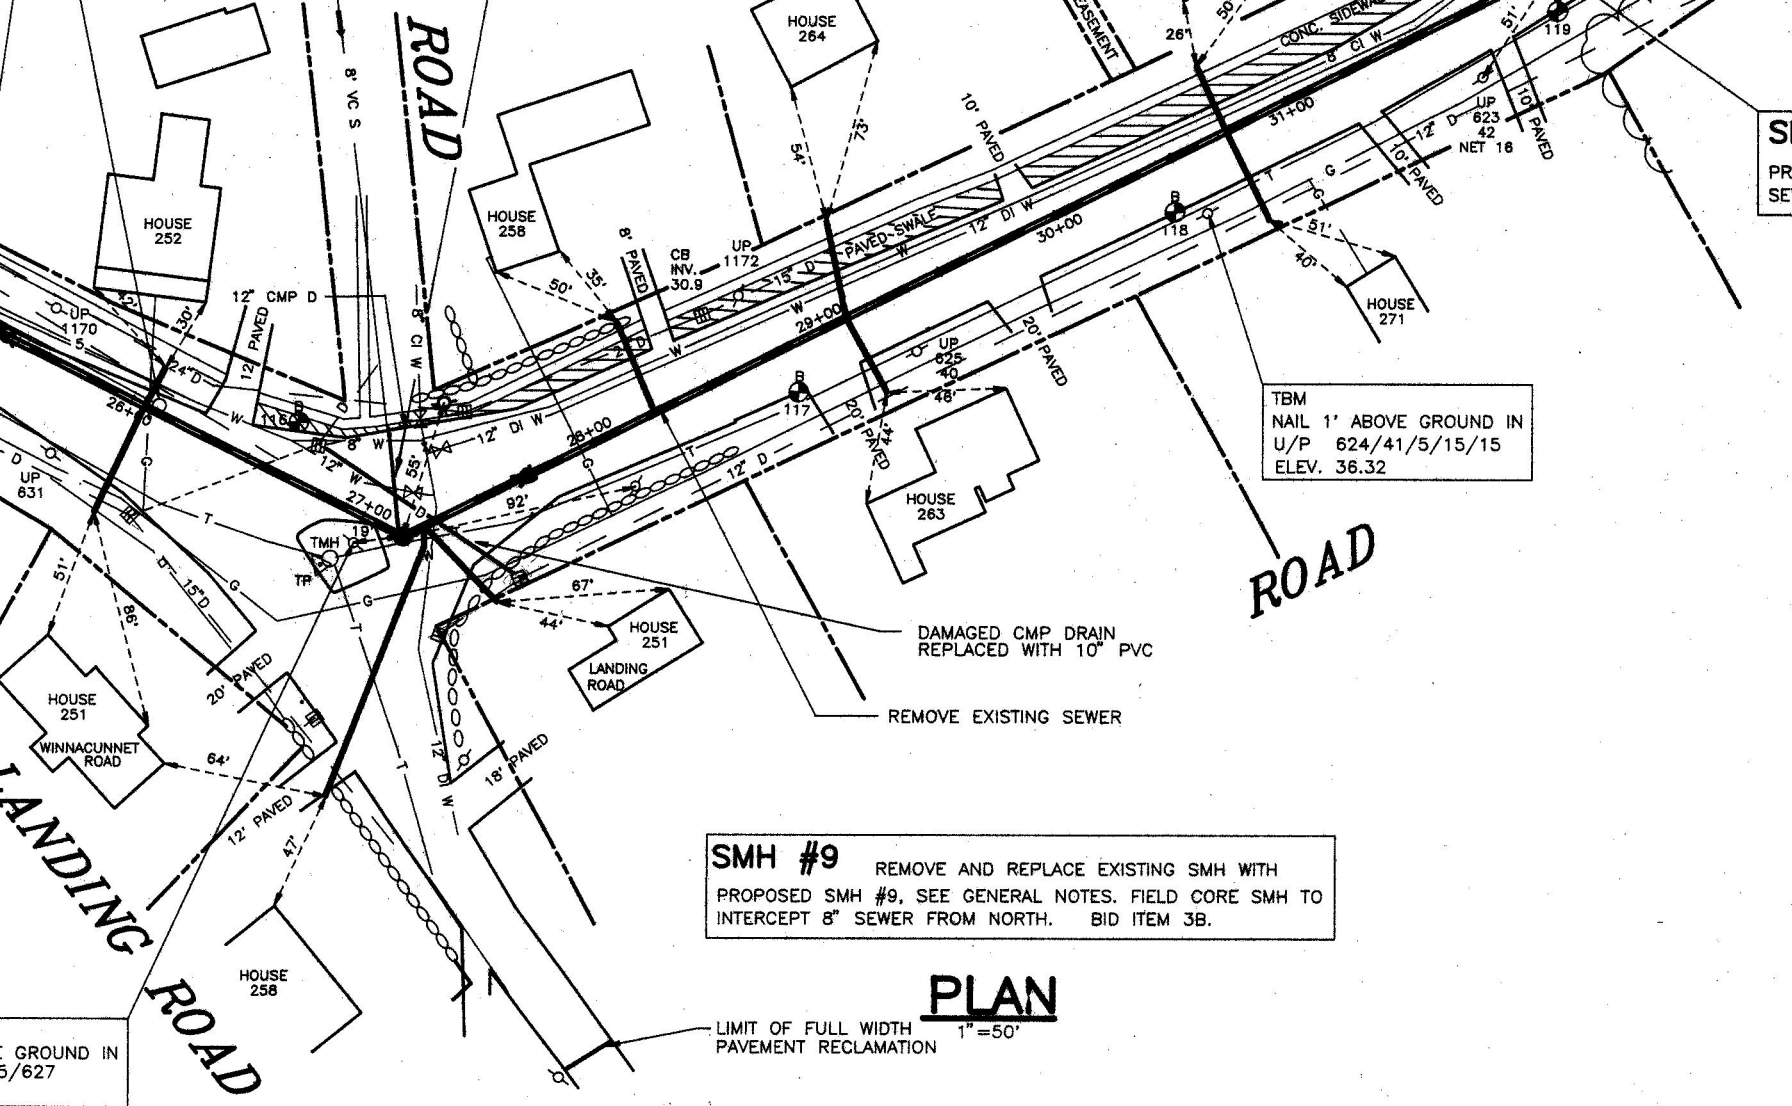 ROAD
8" VC S
HOUSE
264
73'
54'
EASEMENT
26"
50'
CONC. SIDEWALK
8" CI W
51'
119
UP
623
42
NET 16
10' PAVED
12" D
10' PAVED
31+00
10' PAVED
HOUSE
252
HOUSE
258
8' PAVED
CB
INV.
30.9
UP
1172
15" D
PAVED SWALE
W
12" DI W
30+00
B
118
T
G
T
G
51'
40'
HOUSE
271
35'
50'
12" CMP D
30'
UP
1170
5
12' PAVED
24" D
26+
8" CI W
D
W
W
29+00
UP
625
40
20' PAVED
46'
44'
20' PAVED
B
117
HOUSE
263
TBM
NAIL 1' ABOVE GROUND IN
U/P 624/41/5/15/15
ELEV. 36.32
B
116
8" W
12" W
12" DI W
28+00
55'
92'
27+00
12" D
G
T
D
UP
631
T
G
TMH
19'
TP
G
T
D
15" D
51'
86'
67'
44'
HOUSE
251
LANDING
ROAD
DAMAGED CMP DRAIN
REPLACED WITH 10" PVC
REMOVE EXISTING SEWER
ROAD
20' PAVED
HOUSE
251
WINNACUNNET
ROAD
64'
12' PAVED
47'
T
12" DI W
18' PAVED
LANDING ROAD
HOUSE
258
SMH #9 REMOVE AND REPLACE EXISTING SMH WITH
PROPOSED SMH #9, SEE GENERAL NOTES. FIELD CORE SMH TO
INTERCEPT 8" SEWER FROM NORTH. BID ITEM 3B.
PLAN
1"=50'
LIMIT OF FULL WIDTH
PAVEMENT RECLAMATION
GROUND IN
5/627
PR
SE